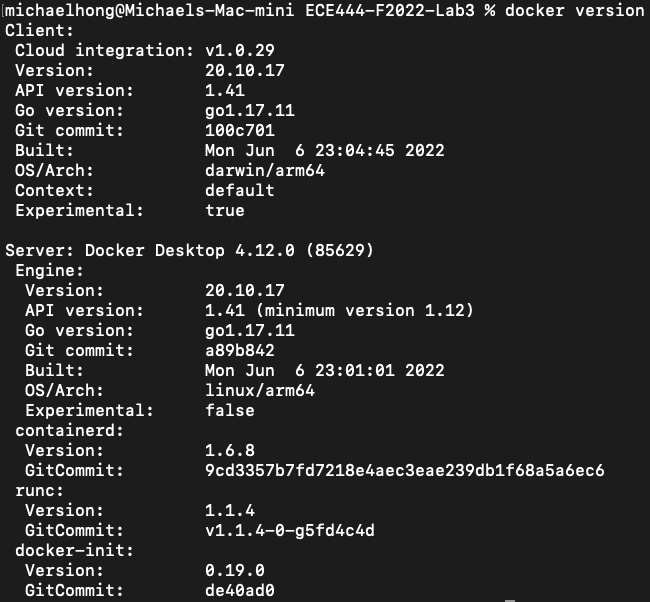 [michaelhong@Michaels-Mac-mini ECE444-F2022-Lab3 % docker version
Client:
 Cloud integration: v1.0.29
 Version:           20.10.17
 API version:       1.41
 Go version:        go1.17.11
 Git commit:        100c701
 Built:             Mon Jun  6 23:04:45 2022
 OS/Arch:           darwin/arm64
 Context:           default
 Experimental:      true

Server: Docker Desktop 4.12.0 (85629)
 Engine:
  Version:          20.10.17
  API version:      1.41 (minimum version 1.12)
  Go version:       go1.17.11
  Git commit:       a89b842
  Built:            Mon Jun  6 23:01:01 2022
  OS/Arch:          linux/arm64
  Experimental:     false
 containerd:
  Version:          1.6.8
  GitCommit:        9cd3357b7fd7218e4aec3eae239db1f68a5a6ec6
 runc:
  Version:          1.1.4
  GitCommit:        v1.1.4-0-g5fd4c4d
 docker-init:
  Version:          0.19.0
  GitCommit:        de40ad0